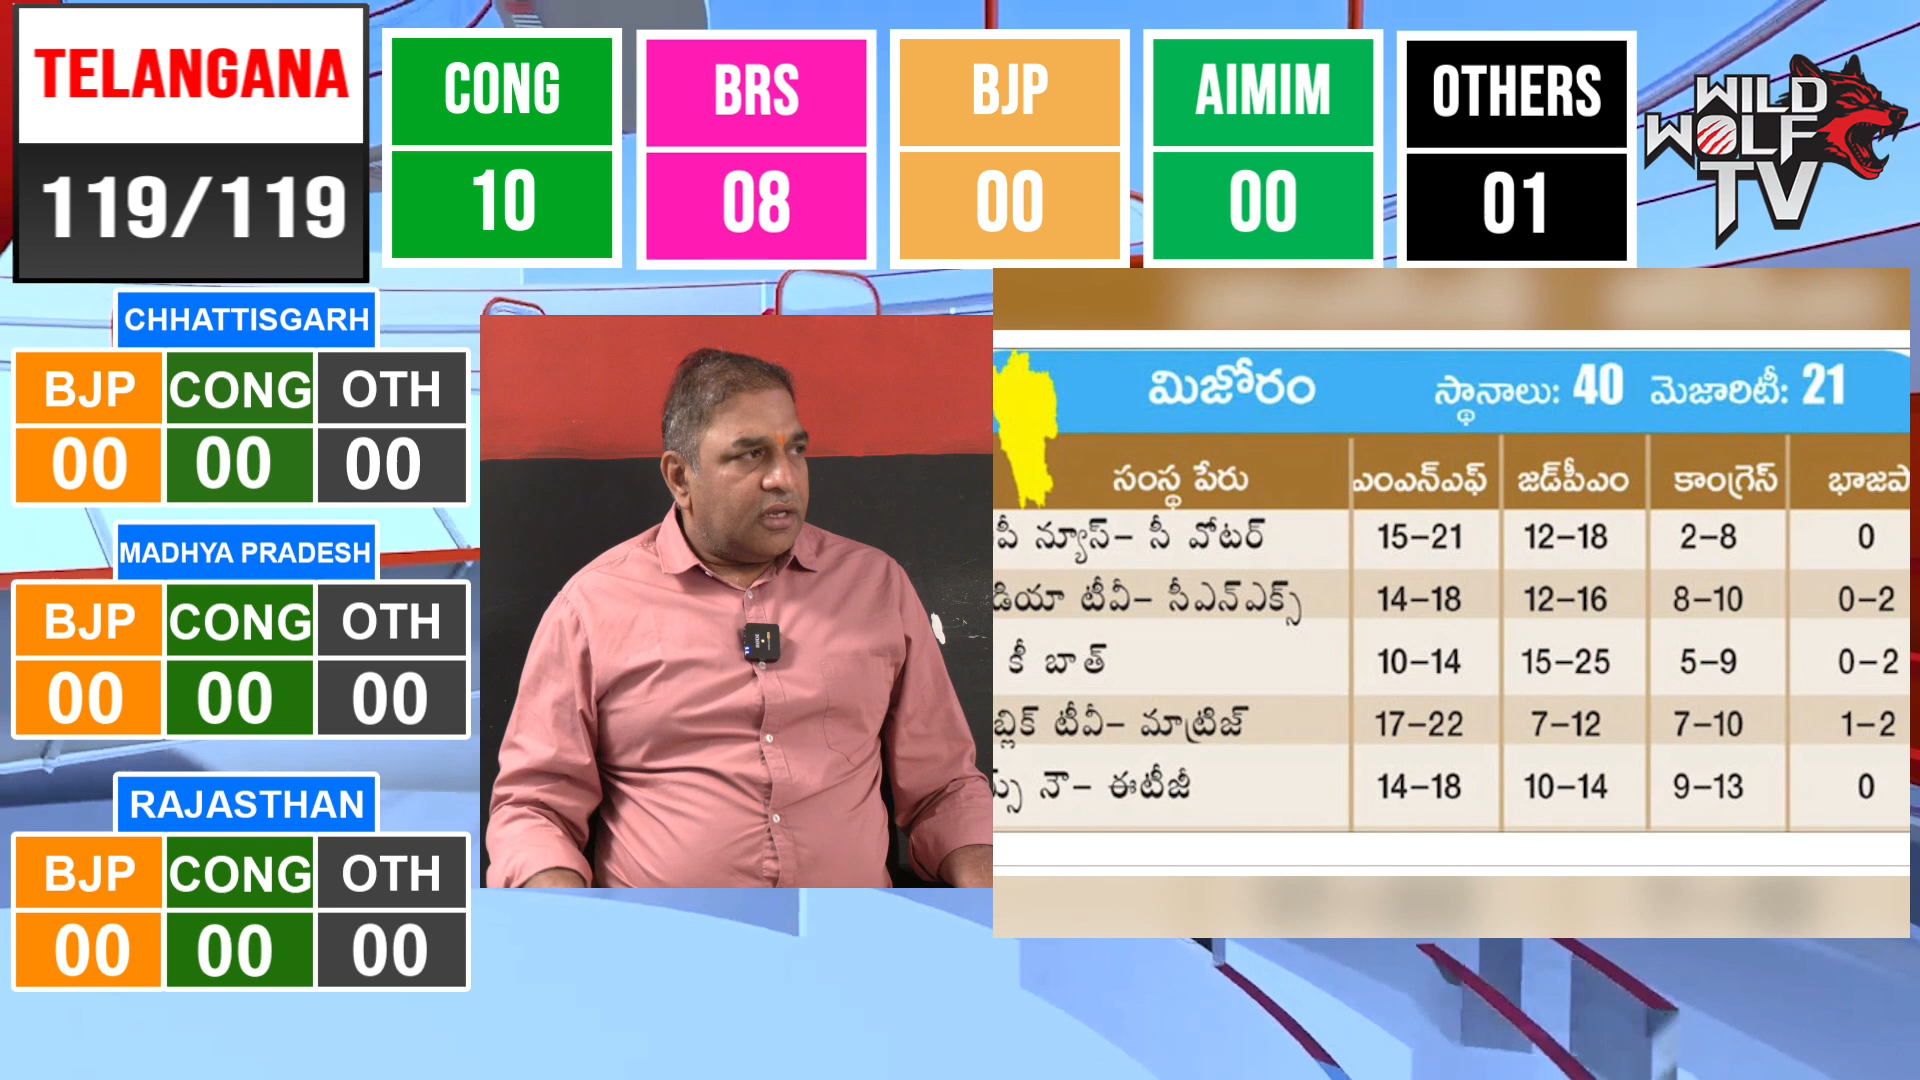 TELANGANA
119/119
CONG BRS BJP AIMIM OTHERS
10 08 00 00 01
WILD
WOLF
TV
CHHATTISGARH
BJP CONG OTH
00 00 00
MADHYA PRADESH
BJP CONG OTH
00 00 00
RAJASTHAN
BJP CONG OTH
00 00 00
మిజోరం స్థానాలు: 40 మెజారిటీ: 21
సంస్థ పేరు ఎంఎన్ఎఫ్ జడ్‌పీఎం కాంగ్రెస్ భాజపా
పీ న్యూస్– సీ వోటర్ 15–21 12–18 2–8 0
డియా టీవీ– సీఎన్ఎక్స్ 14–18 12–16 8–10 0–2
కీ బాత్ 10–14 15–25 5–9 0–2
బ్లిక్ టీవీ– మాట్రిజ్ 17–22 7–12 7–10 1–2
నౌ– ఈటీజీ 14–18 10–14 9–13 0